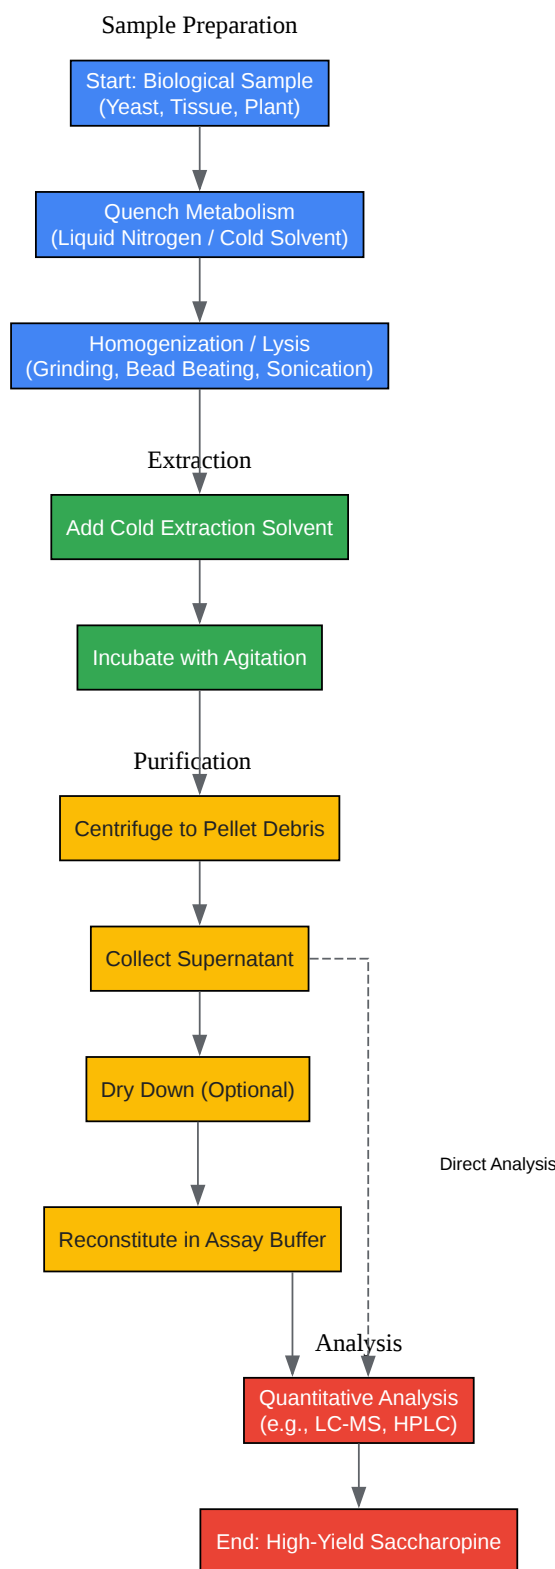 Sample Preparation
Start: Biological Sample
(Yeast, Tissue, Plant)
Quench Metabolism
(Liquid Nitrogen / Cold Solvent)
Homogenization / Lysis
(Grinding, Bead Beating, Sonication)
Extraction
Add Cold Extraction Solvent
Incubate with Agitation
Purification
Centrifuge to Pellet Debris
Collect Supernatant
Dry Down (Optional)
Direct Analysis
Reconstitute in Assay Buffer
Analysis
Quantitative Analysis
(e.g., LC-MS, HPLC)
End: High-Yield Saccharopine